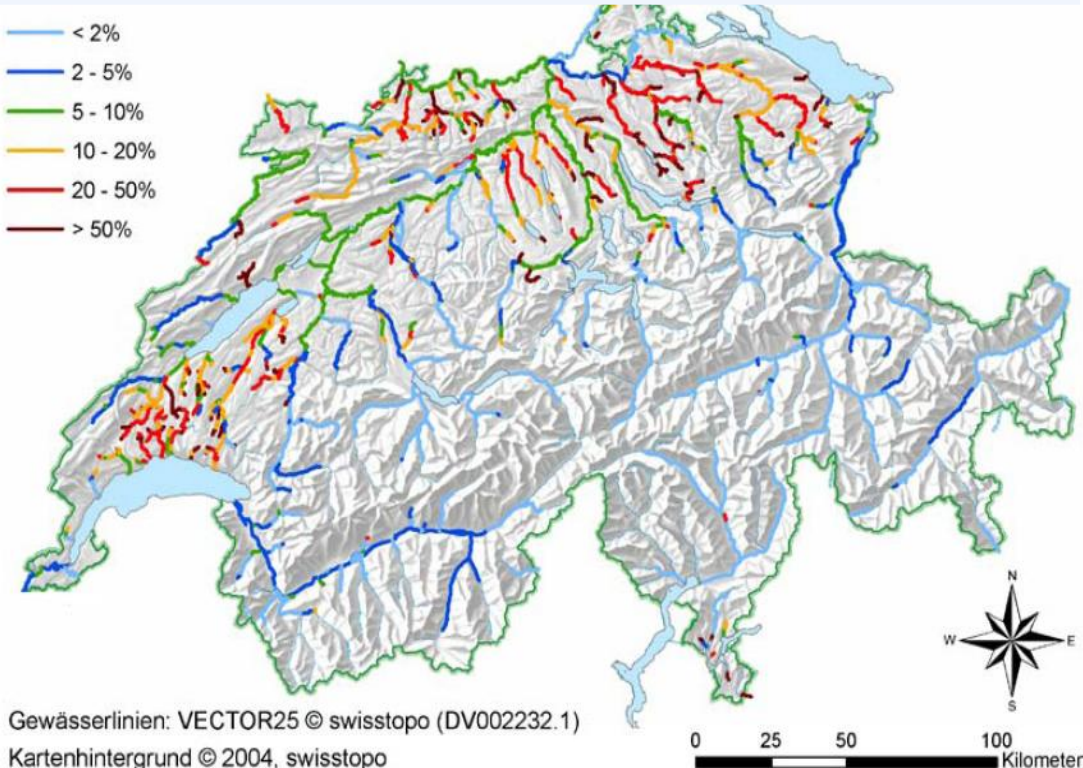 < 2%
2 - 5%
5 - 10%
10 - 20%
20 - 50%
> 50%
N
W E
S
Gewässerlinien: VECTOR25 © swisstopo (DV002232.1)
Kartenhintergrund © 2004, swisstopo
0 25 50 100
Kilometer